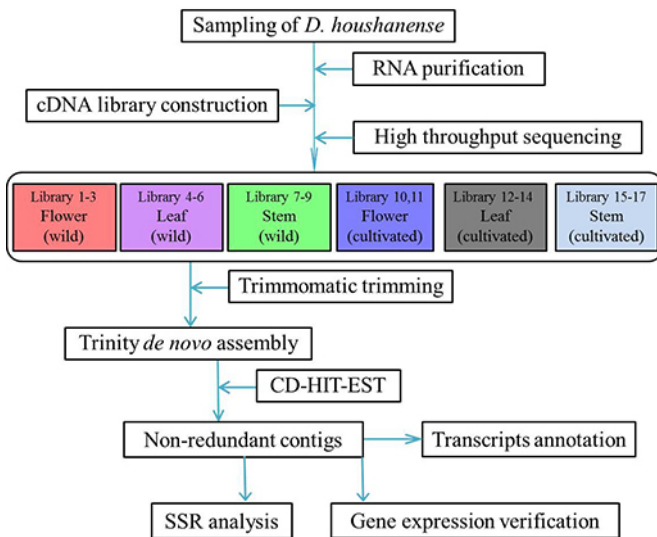 Sampling of D. houshanense
RNA purification
cDNA library construction
High throughput sequencing
Library 1-3
Flower
(wild)
Library 4-6
Leaf
(wild)
Library 7-9
Stem
(wild)
Library 10,11
Flower
(cultivated)
Library 12-14
Leaf
(cultivated)
Library 15-17
Stem
(cultivated)
Trimmomatic trimming
Trinity de novo assembly
CD-HIT-EST
Non-redundant contigs
Transcripts annotation
SSR analysis
Gene expression verification